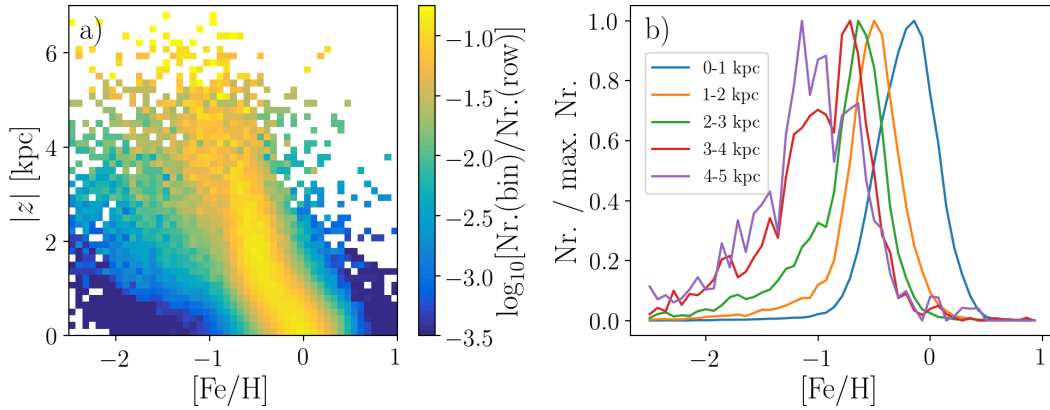 a)
6
5
4
3
2
1
0
|z| [kpc]
−2
−1
0
1
[Fe/H]
−1.0
−1.5
−2.0
−2.5
−3.0
−3.5
log10[Nr.(bin)/Nr.(row)]
b)
1.0
0.8
0.6
0.4
0.2
0.0
Nr. / max. Nr.
0-1 kpc
1-2 kpc
2-3 kpc
3-4 kpc
4-5 kpc
−2
−1
0
1
[Fe/H]